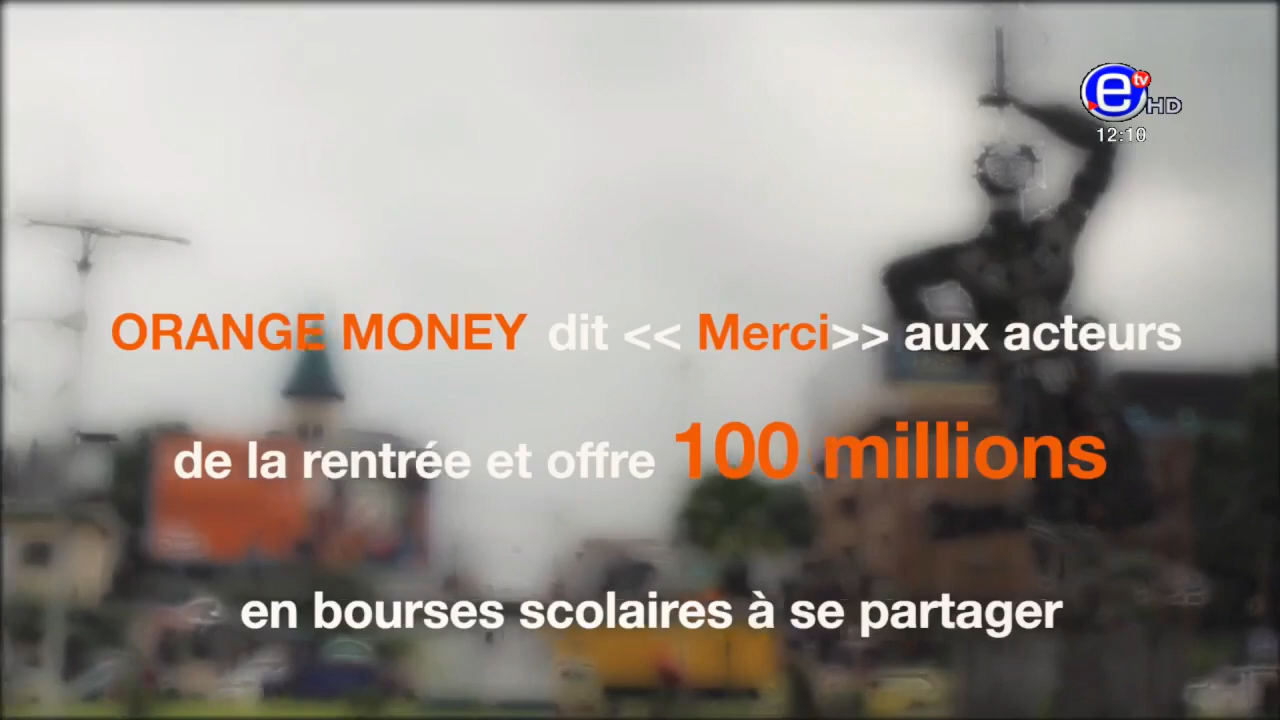 e tv HD
12:10
ORANGE MONEY dit << Merci>> aux acteurs
de la rentrée et offre 100 millions
en bourses scolaires à se partager